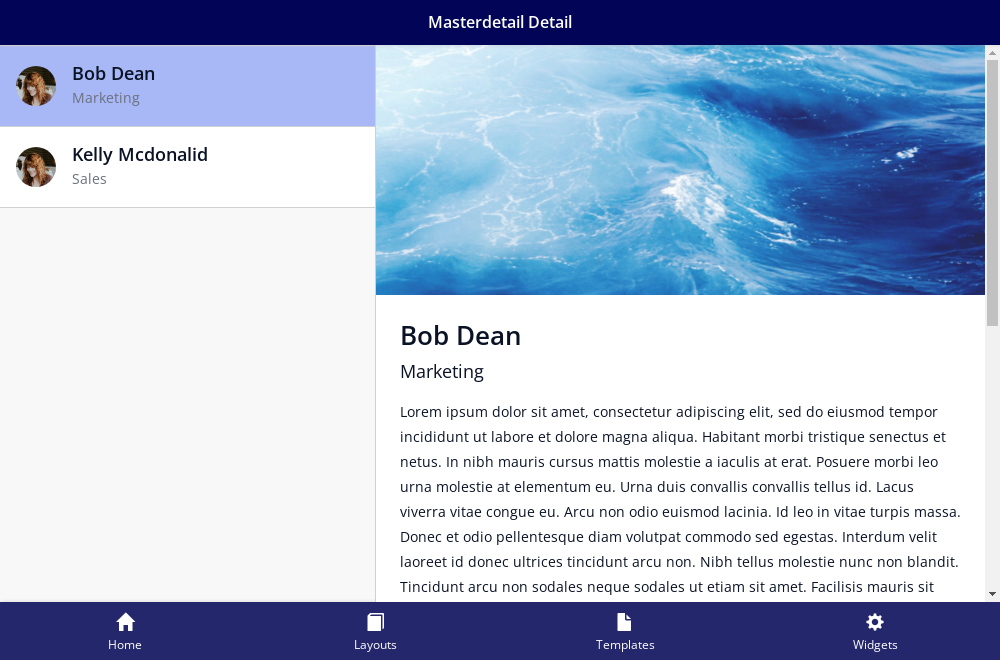 Masterdetail Detail
Bob Dean
Marketing
Kelly Mcdonalid
Sales
Bob Dean
Marketing
Lorem ipsum dolor sit amet, consectetur adipiscing elit, sed do eiusmod tempor
incididunt ut labore et dolore magna aliqua. Habitant morbi tristique senectus et
netus. In nibh mauris cursus mattis molestie a iaculis at erat. Posuere morbi leo
urna molestie at elementum eu. Urna duis convallis convallis tellus id. Lacus
viverra vitae congue eu. Arcu non odio euismod lacinia. Id leo in vitae turpis massa.
Donec et odio pellentesque diam volutpat commodo sed egestas. Interdum velit
laoreet id donec ultrices tincidunt arcu non. Nibh tellus molestie nunc non blandit.
Tincidunt arcu non sodales neque sodales ut etiam sit amet. Facilisis mauris sit
Home
Layouts
Templates
Widgets